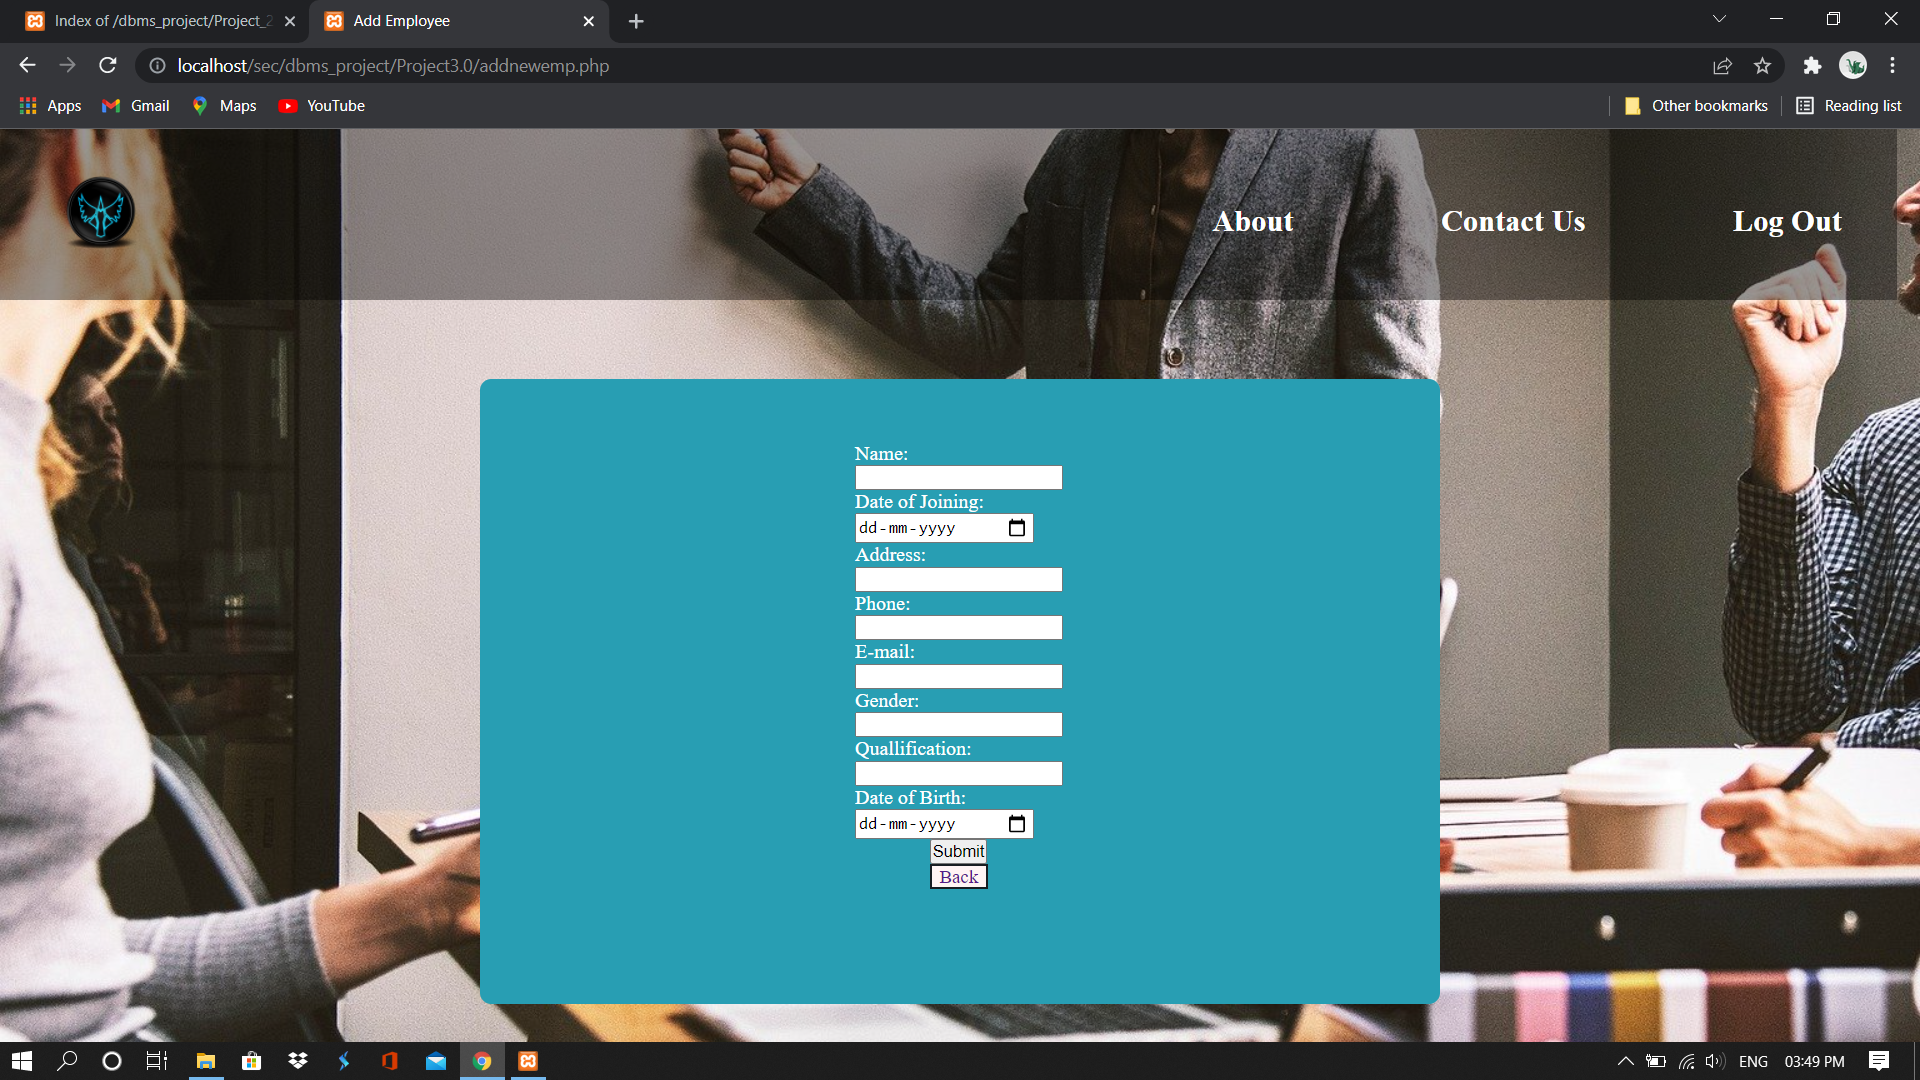 Index of /dbms_project/Project_2
Add Employee
localhost/sec/dbms_project/Project3.0/addnewemp.php
Apps
Gmail
Maps
YouTube
Other bookmarks
Reading list
About
Contact Us
Log Out
Name:
Date of Joining:
dd-mm-yyyy
Address:
Phone:
E-mail:
Gender:
Quallification:
Date of Birth:
dd-mm-yyyy
Submit
Back
ENG
03:49 PM